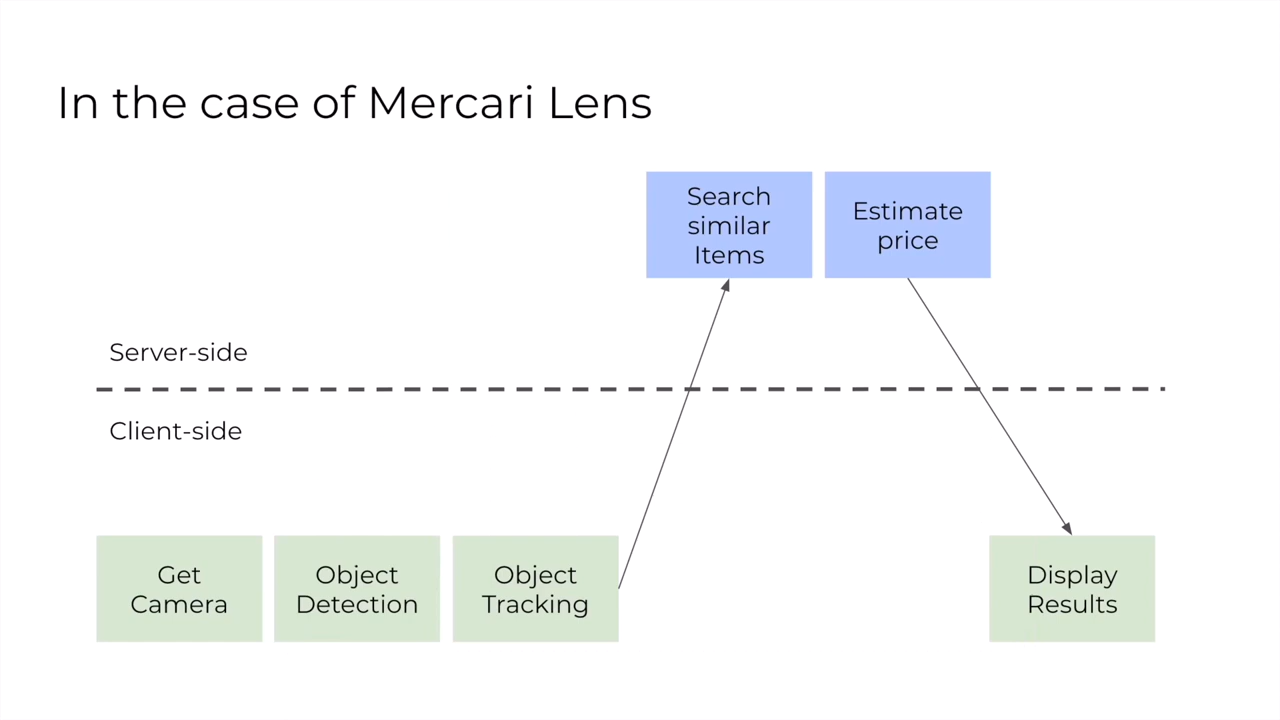 In the case of Mercari Lens
Search
similar
Items
Estimate
price
Server-side
Client-side
Get
Camera
Object
Detection
Object
Tracking
Display
Results